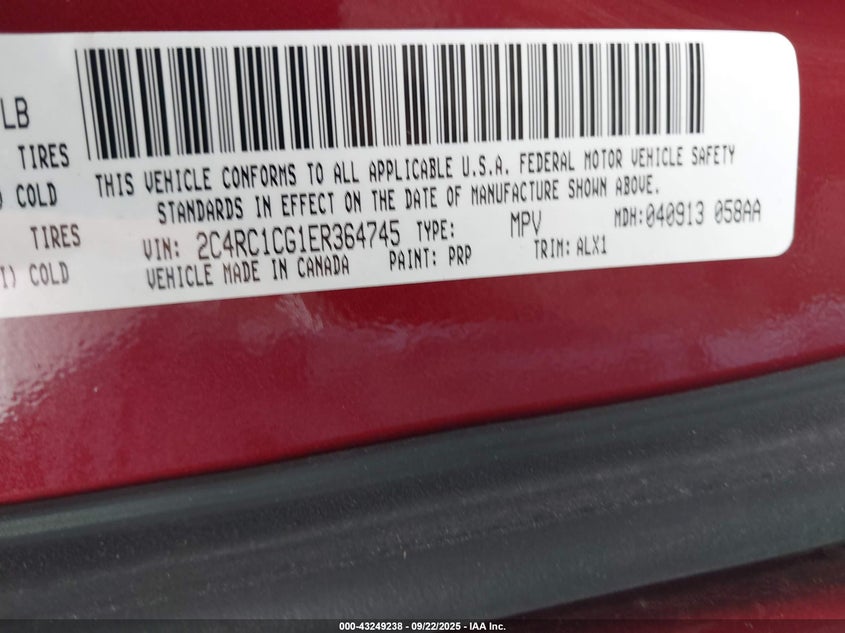 LB
TIRES
COLD
TIRES
COLD
THIS VEHICLE CONFORMS TO ALL APPLICABLE U.S.A. FEDERAL MOTOR VEHICLE SAFETY
STANDARDS IN EFFECT ON THE DATE OF MANUFACTURE SHOWN ABOVE.
VIN: 2C4RC1CG1ER364745 TYPE: MPV MDH:040913 058AA
VEHICLE MADE IN CANADA PAINT: PRP TRIM: ALX1
000-43249238 - 09/22/2025 - IAA Inc.